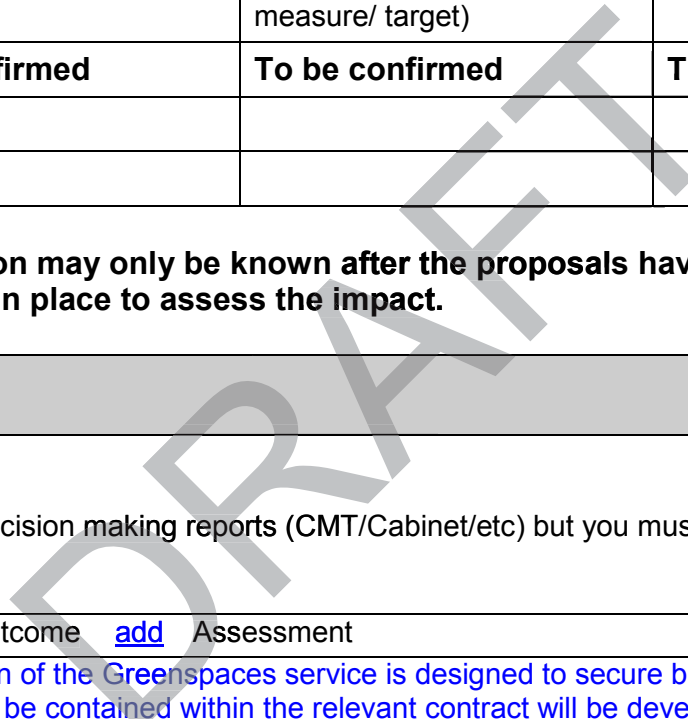 measure/ target)
firmed To be confirmed T
on may only be known after the proposals hav
n place to assess the impact.
cision making reports (CMT/Cabinet/etc) but you mus
tcome add Assessment
n of the Greenspaces service is designed to secure b
be contained within the relevant contract will be deve
DRAFT